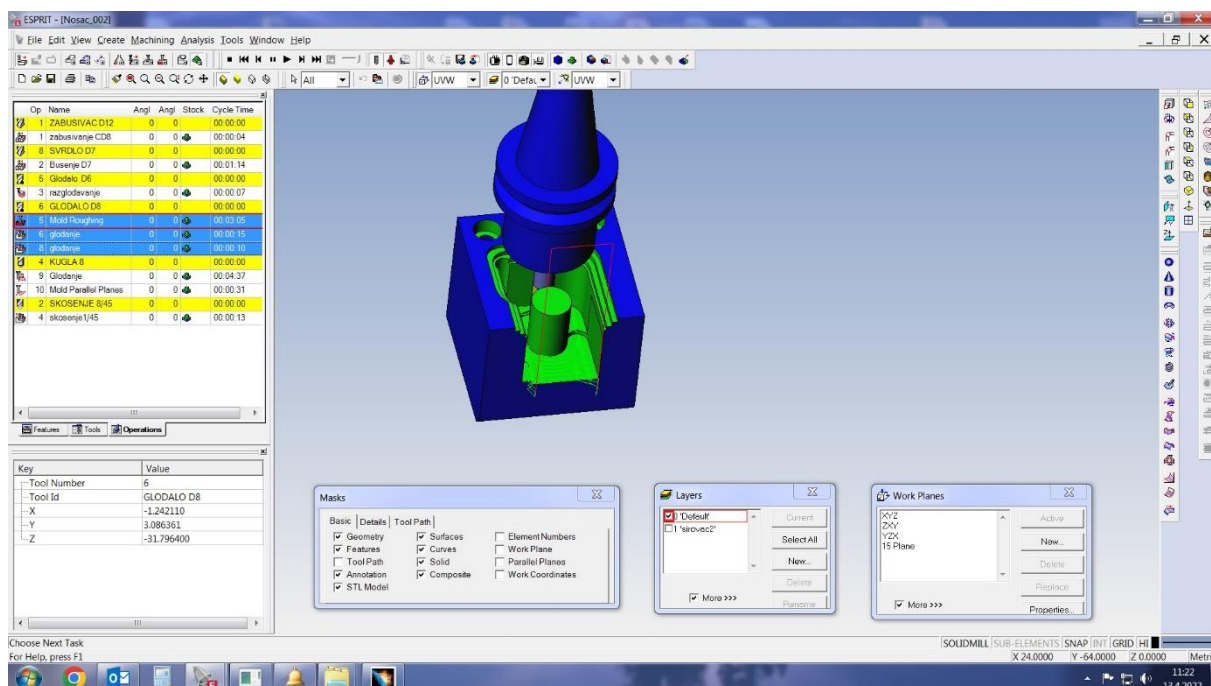 ESPRIT - [Nosac_002]
File Edit View Create Machining Analysis Tools Window Help
All UVW 0 'Defau UVW
Op Name Angl Angl Stock Cycle Time
1 ZABUSIVAC D12 0 0 00:00:00
1 zabusivanje CD8 0 0 00:00:04
8 SVRDLO D7 0 0 00:00:00
2 Busenje D7 0 0 00:01:14
5 Glodalo D6 0 0 00:00:00
3 razglodavanje 0 0 00:00:07
6 GLODALO D8 0 0 00:00:00
5 Mold Roughing 0 0 00:03:05
6 glodanje 0 0 00:00:15
8 glodanje 0 0 00:00:10
4 KUGLA 8 0 0 00:00:00
9 Glodanje 0 0 00:04:37
10 Mold Parallel Planes 0 0 00:00:31
2 SKOSENJE 8/45 0 0 00:00:00
4 skosenje1/45 0 0 00:00:13
Features Tools Operations
Key Value
Tool Number 6
Tool Id GLODALO D8
X -1.242110
Y 3.086361
Z -31.796400
Masks
Basic Details Tool Path
Geometry Surfaces Element Numbers
Features Curves Work Plane
Tool Path Solid Parallel Planes
Annotation Composite Work Coordinates
STL Model
Layers
0 'Default'
1 'sirovac2'
Current
Select All
New...
Delete
Rename
More >>>
Work Planes
XYZ
ZXY
YZX
15 Plane
Active
New...
Delete
Replace
Properties...
More >>>
Choose Next Task
SOLIDMILL SUB-ELEMENTS SNAP INT GRID HI
For Help, press F1
X 24.0000 Y -64.0000 Z 0.0000 Metri
11:22
13.4.2022